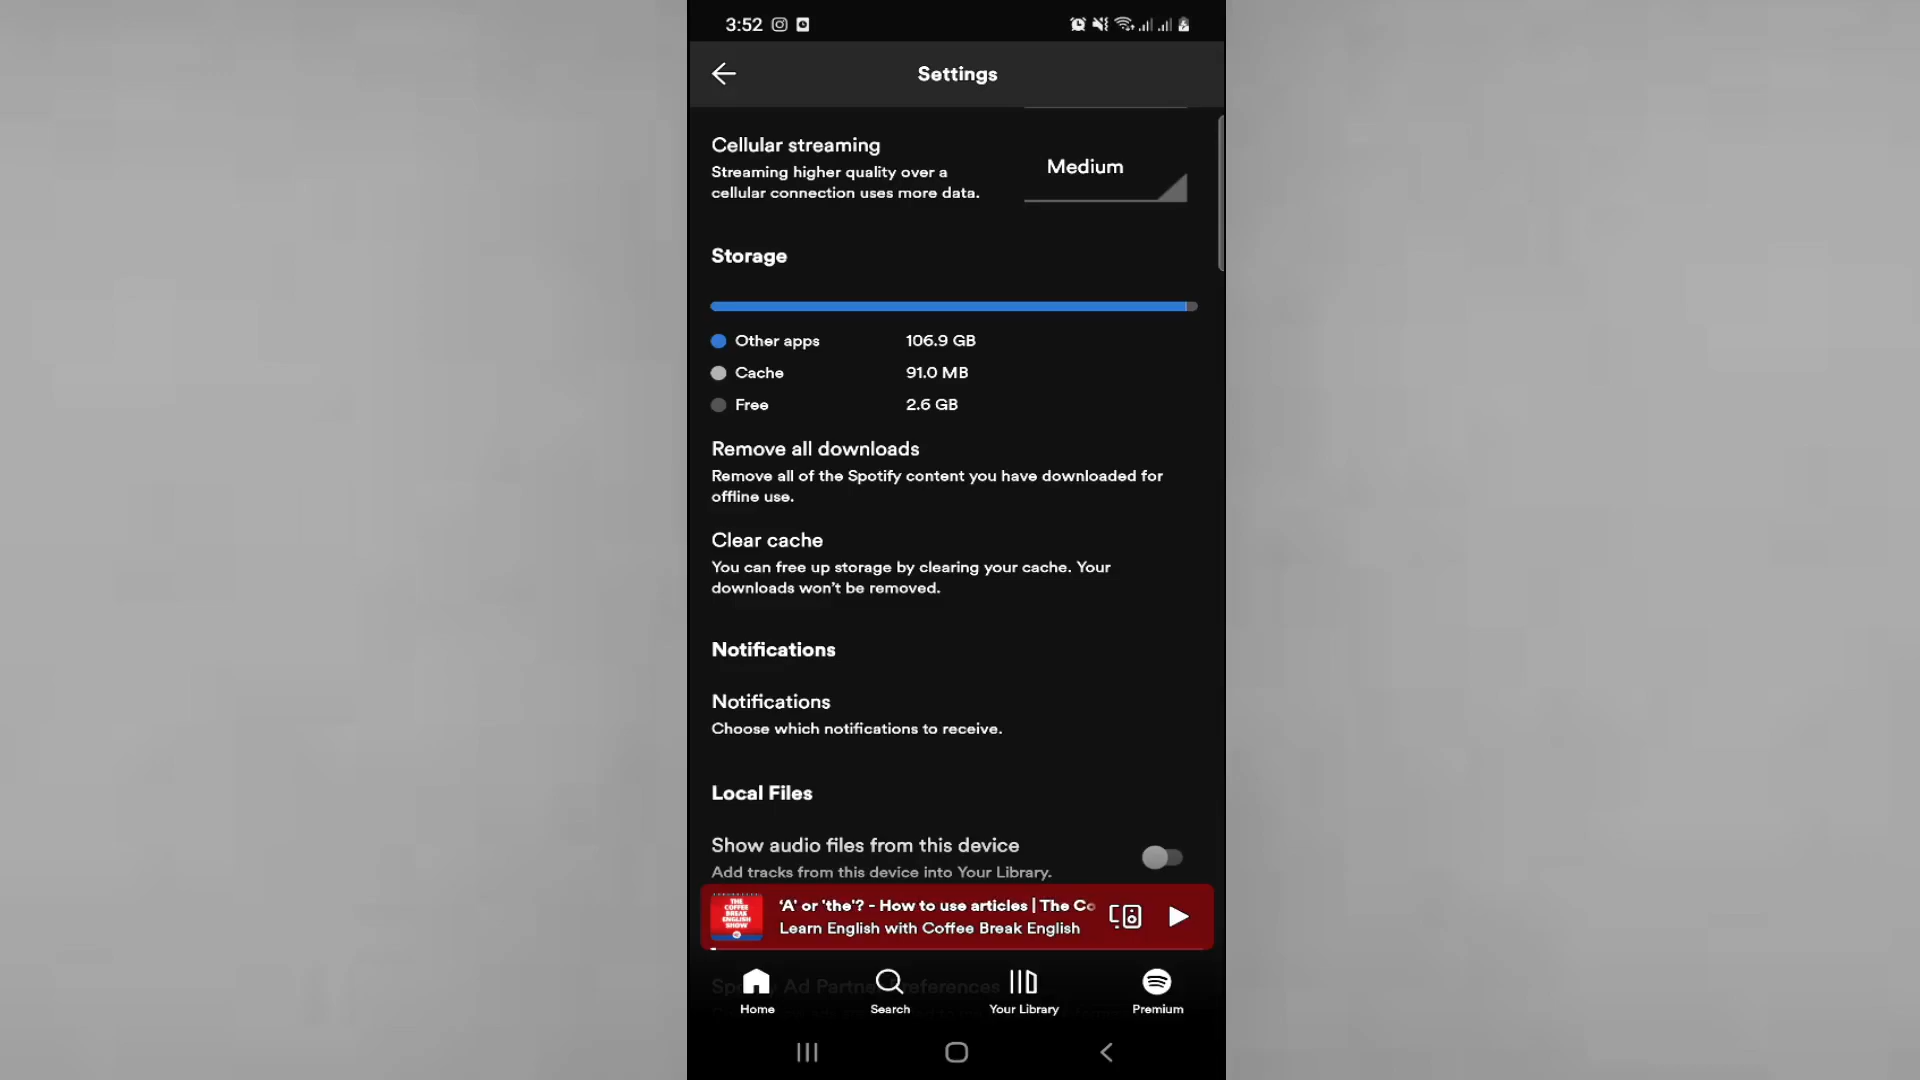 3:52
Settings
Cellular streaming
Streaming higher quality over a
cellular connection uses more data.
Medium
Storage
Other apps 106.9 GB
Cache 91.0 MB
Free 2.6 GB
Remove all downloads
Remove all of the Spotify content you have downloaded for
offline use.
Clear cache
You can free up storage by clearing your cache. Your
downloads won't be removed.
Notifications
Notifications
Choose which notifications to receive.
Local Files
Show audio files from this device
Add tracks from this device into Your Library.
THE
COFFEE
BREAK
ENGLISH
SHOW
'A' or 'the'? - How to use articles | The Co
Learn English with Coffee Break English
Home
Search
Your Library
Premium